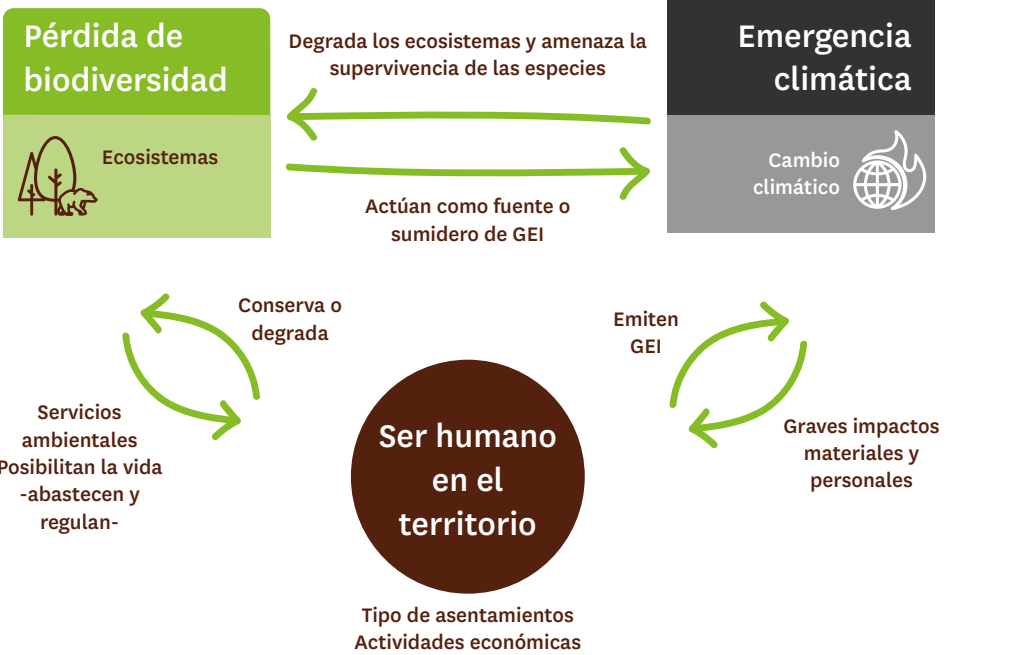 Pérdida de
biodiversidad
Ecosistemas
Degrada los ecosistemas y amenaza la
supervivencia de las especies
Actúan como fuente o
sumidero de GEI
Emergencia
climática
Cambio
climático
Conserva o
degrada
Servicios
ambientales
Posibilitan la vida
-abastecen y
regulan-
Emiten
GEI
Graves impactos
materiales y
personales
Ser humano
en el
territorio
Tipo de asentamientos
Actividades económicas